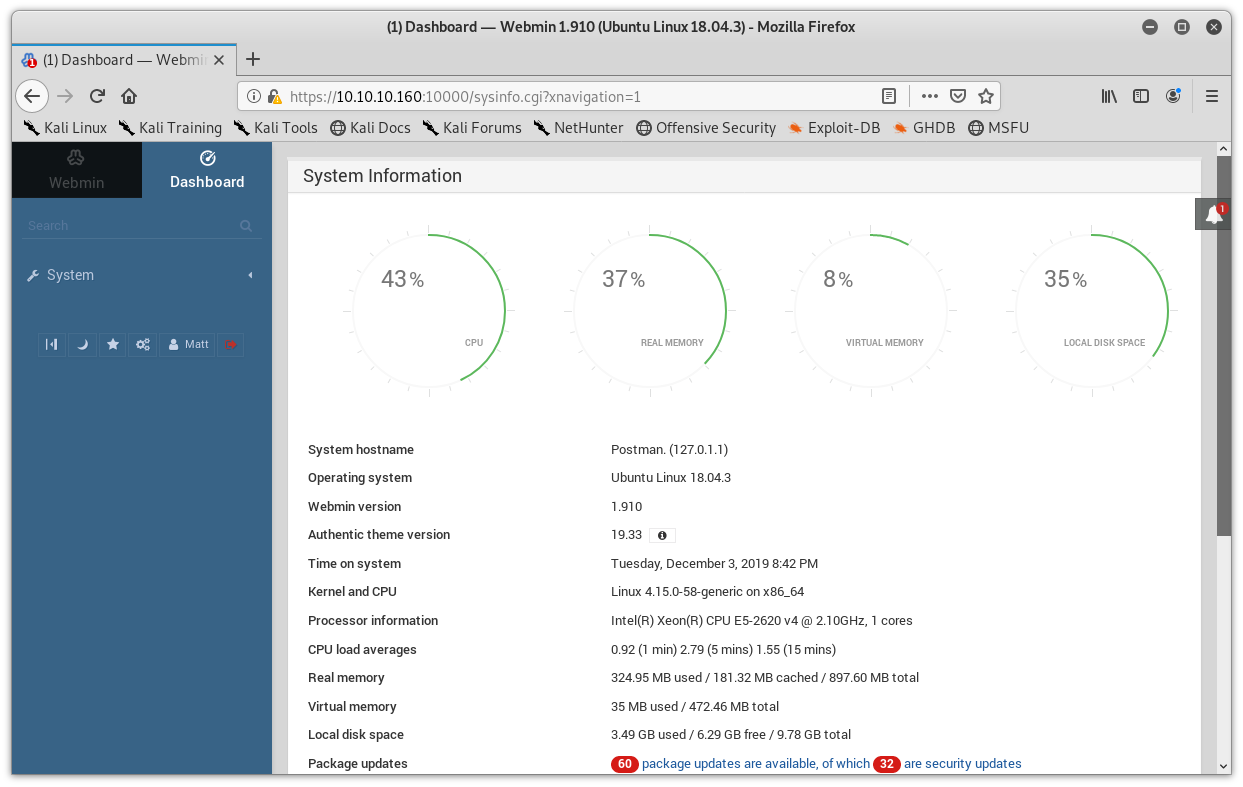 (1) Dashboard — Webmin 1.910 (Ubuntu Linux 18.04.3) - Mozilla Firefox
(1) Dashboard — Webmi
https://10.10.10.160:10000/sysinfo.cgi?xnavigation=1
Kali Linux Kali Training Kali Tools Kali Docs Kali Forums NetHunter Offensive Security Exploit-DB GHDB MSFU
Webmin Dashboard
System Information
Search
1
System
43% 37% 8% 35%
CPU REAL MEMORY VIRTUAL MEMORY LOCAL DISK SPACE
Matt
System hostname Postman. (127.0.1.1)
Operating system Ubuntu Linux 18.04.3
Webmin version 1.910
Authentic theme version 19.33
Time on system Tuesday, December 3, 2019 8:42 PM
Kernel and CPU Linux 4.15.0-58-generic on x86_64
Processor information Intel(R) Xeon(R) CPU E5-2620 v4 @ 2.10GHz, 1 cores
CPU load averages 0.92 (1 min) 2.79 (5 mins) 1.55 (15 mins)
Real memory 324.95 MB used / 181.32 MB cached / 897.60 MB total
Virtual memory 35 MB used / 472.46 MB total
Local disk space 3.49 GB used / 6.29 GB free / 9.78 GB total
Package updates 60 package updates are available, of which 32 are security updates